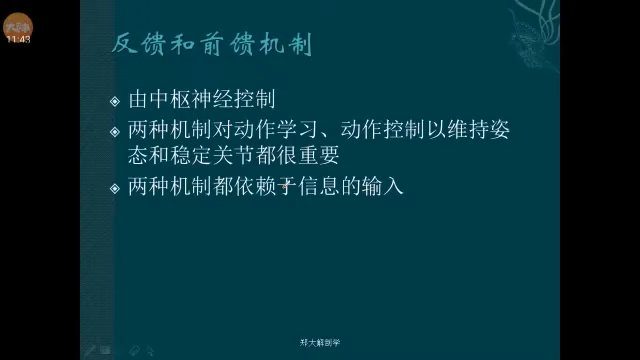 11:43
反馈和前馈机制
由中枢神经控制
两种机制对动作学习、动作控制以维持姿
态和稳定关节都很重要
两种机制都依赖于信息的输入
郑大解剖学